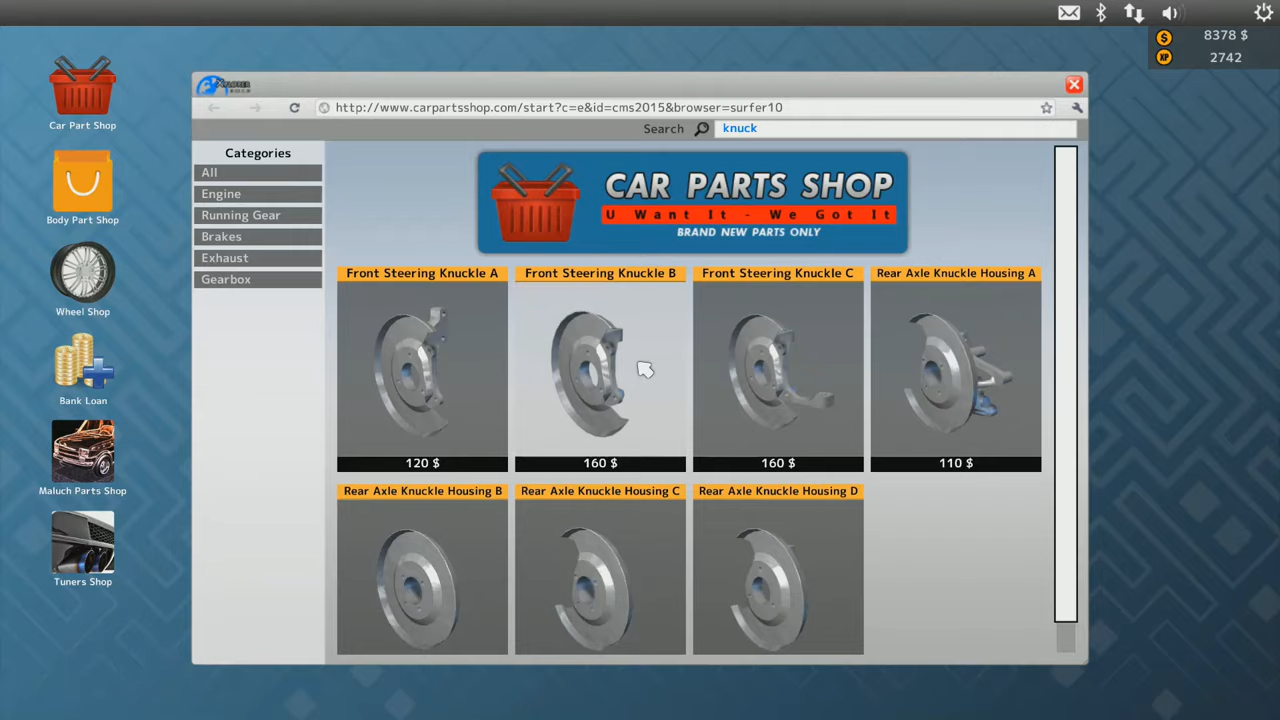 8378 $
2742
http://www.carpartsshop.com/start?c=e&id=cms2015&browser=surfer10
Search knuck
Car Part Shop
Body Part Shop
Wheel Shop
Bank Loan
Maluch Parts Shop
Tuners Shop
Categories
All
Engine
Running Gear
Brakes
Exhaust
Gearbox
CAR PARTS SHOP
U Want It - We Got It
BRAND NEW PARTS ONLY
Front Steering Knuckle A
120 $
Front Steering Knuckle B
160 $
Front Steering Knuckle C
160 $
Rear Axle Knuckle Housing A
110 $
Rear Axle Knuckle Housing B
Rear Axle Knuckle Housing C
Rear Axle Knuckle Housing D